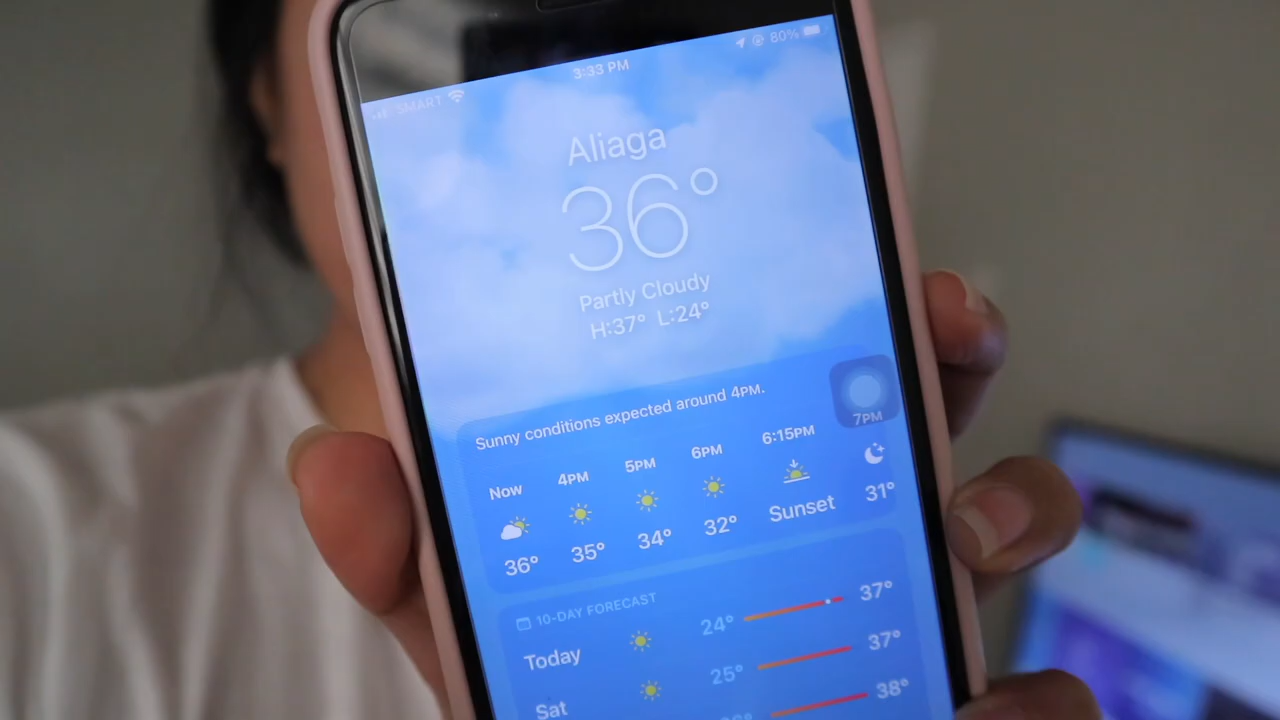 SMART 3:33 PM 80%
Aliaga
36°
Partly Cloudy
H:37° L:24°
Sunny conditions expected around 4PM.
Now 4PM 5PM 6PM 6:15PM 7PM
36° 35° 34° 32° Sunset 31°
10-DAY FORECAST
Today 24° 37°
Sat 25° 37°
38°